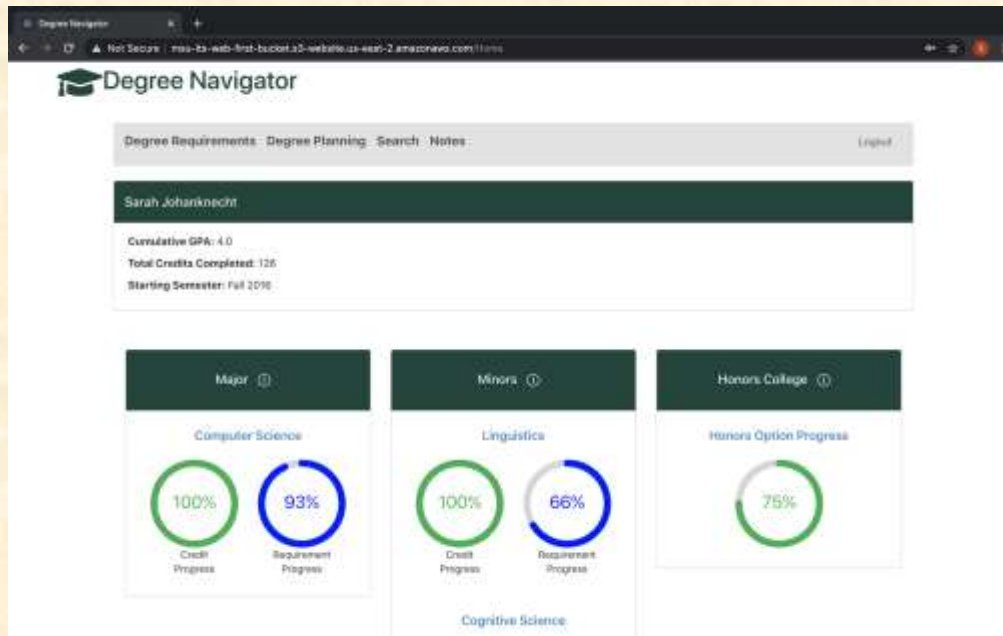 Degree Navigator
Not Secure
Degree Navigator
Degree Requirements Degree Planning Search Notes
Logout
Sarah Johanknecht
Cumulative GPA: 4.0
Total Credits Completed: 126
Starting Semester: Fall 2016
Major
Minors
Honors College
Computer Science
Linguistics
Honors Option Progress
100%
93%
100%
66%
75%
Credit Progress
Requirement Progress
Credit Progress
Requirement Progress
Cognitive Science